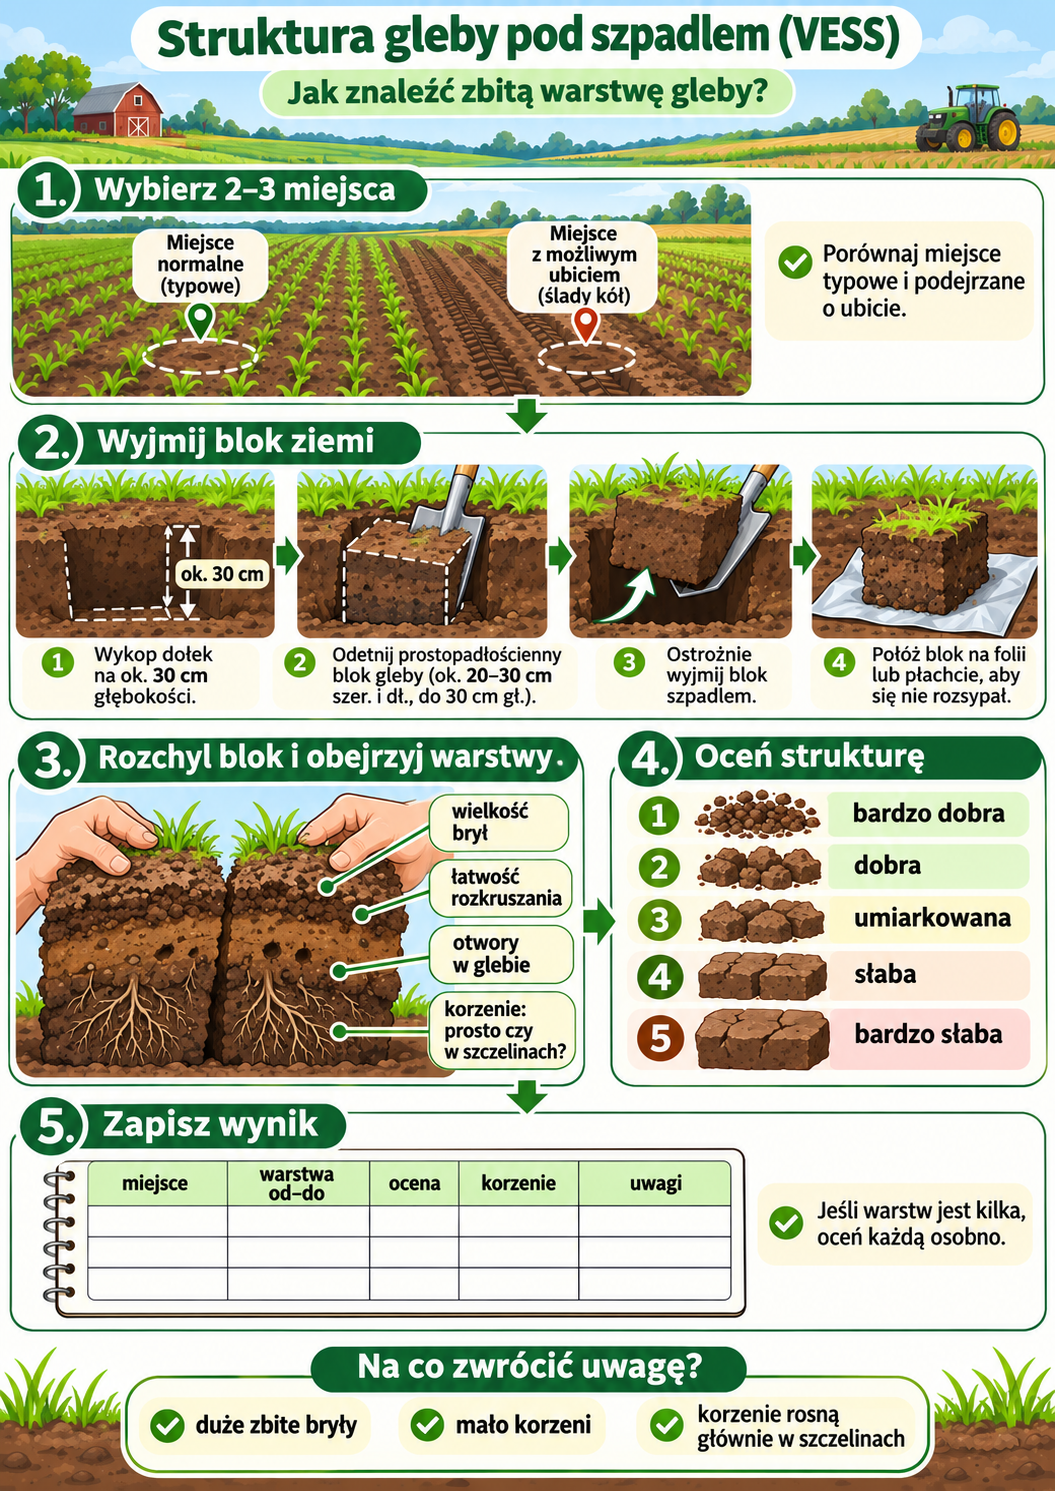 Struktura gleby pod szpadlem (VESS)
Jak znaleźć zbitą warstwę gleby?
1. Wybierz 2–3 miejsca
Miejsce
normalne
(typowe)
Miejsce
z możliwym
ubiciem
(ślady kół)
Porównaj miejsce
typowe i podejrzane
o ubicie.
2. Wyjmij blok ziemi
ok. 30 cm
1 Wykop dołek
na ok. 30 cm
głębokości.
2 Odetnij prostopadłościenny
blok gleby (ok. 20–30 cm
szer. i dł., do 30 cm gł.).
3 Ostrożnie
wyjmij blok
szpadlem.
4 Połóż blok na folii
lub płachcie, aby
się nie rozsypał.
3. Rozchyl blok i obejrzyj warstwy.
wielkość
brył
łatwość
rozkruszania
otwory
w glebie
korzenie:
prosto czy
w szczelinach?
4. Oceń strukturę
1 bardzo dobra
2 dobra
3 umiarkowana
4 słaba
5 bardzo słaba
5. Zapisz wynik
miejsce
warstwa
od–do
ocena
korzenie
uwagi
Jeśli warstw jest kilka,
oceń każdą osobno.
Na co zwrócić uwagę?
duże zbite bryły
mało korzeni
korzenie rosną
głównie w szczelinach